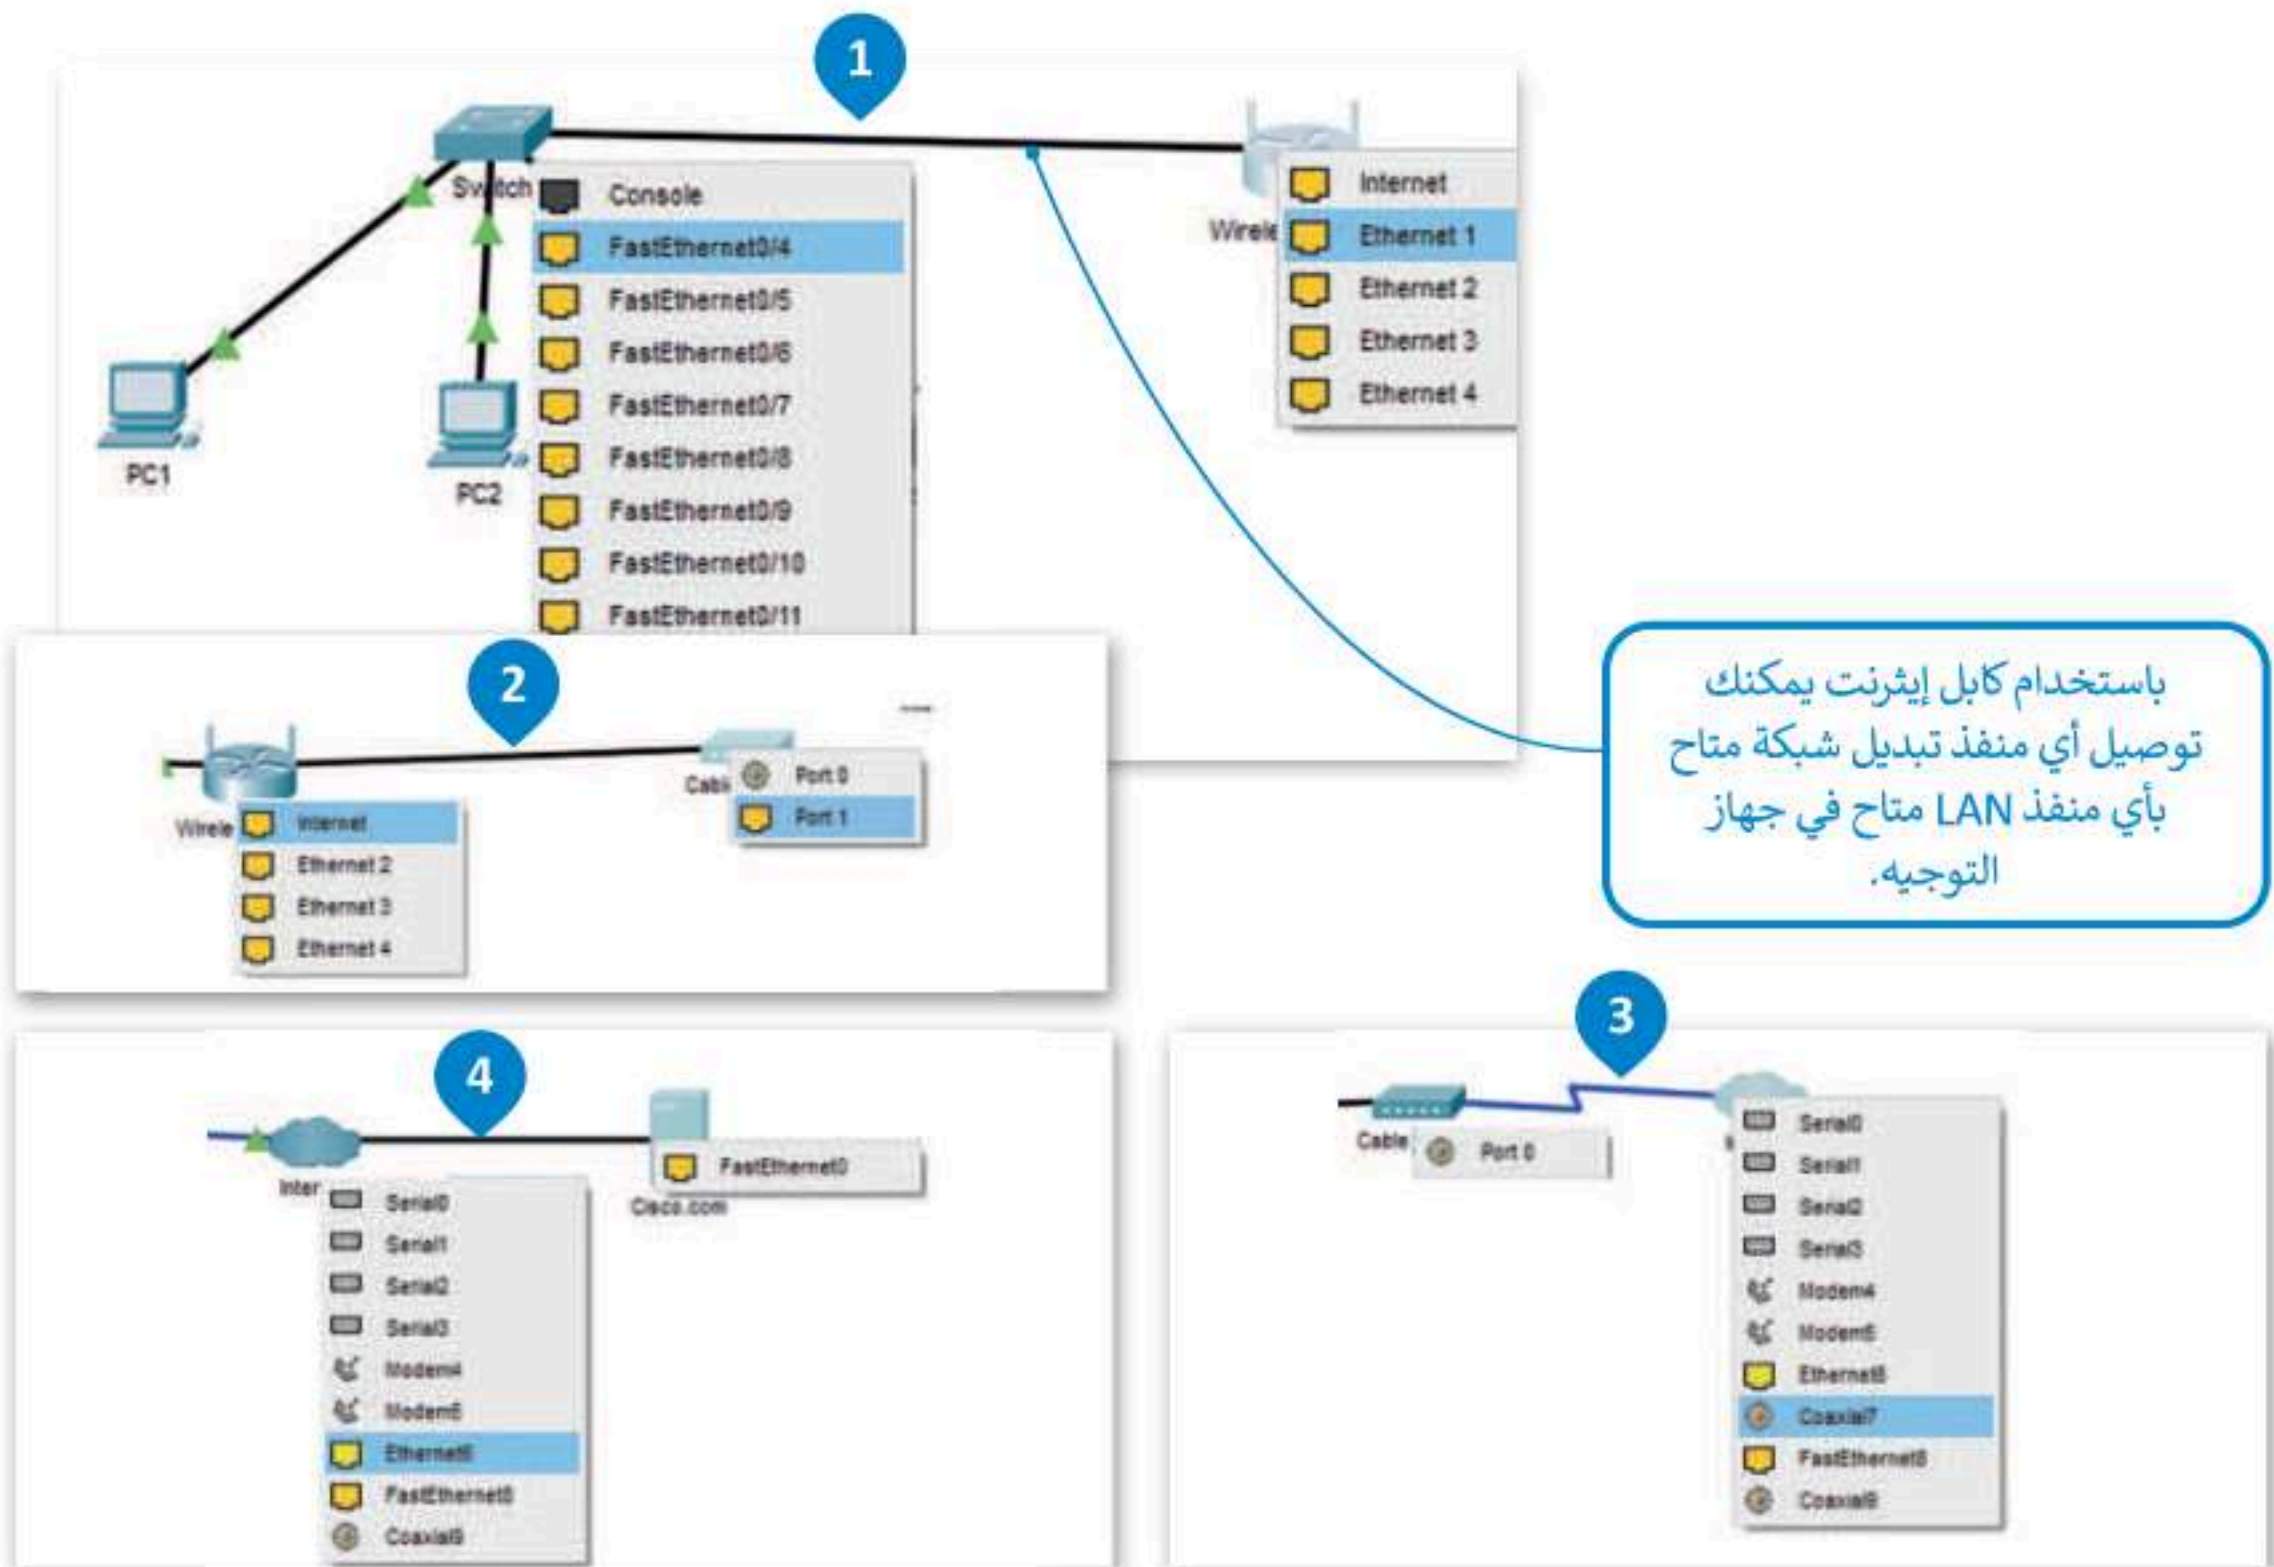 1
Switch
Console
FastEthernet0/4
FastEthernet0/5
FastEthernet0/6
FastEthernet0/7
FastEthernet0/8
FastEthernet0/9
FastEthernet0/10
FastEthernet0/11
PC1
PC2
Wirele
Internet
Ethernet 1
Ethernet 2
Ethernet 3
Ethernet 4
باستخدام كابل إيثرنت يمكنك
توصيل أي منفذ تبديل شبكة متاح
بأي منفذ LAN متاح في جهاز
التوجيه.
2
Wirele
Internet
Ethernet 2
Ethernet 3
Ethernet 4
Cabl
Port 0
Port 1
3
Cable
Port 0
Serial0
Serial1
Serial2
Serial3
Modem4
Modem5
Ethernet6
Coaxial7
FastEthernet8
Coaxial9
4
Inter
Serial0
Serial1
Serial2
Serial3
Modem4
Modem5
Ethernet6
FastEthernet8
Coaxial9
FastEthernet0
Cisco.com